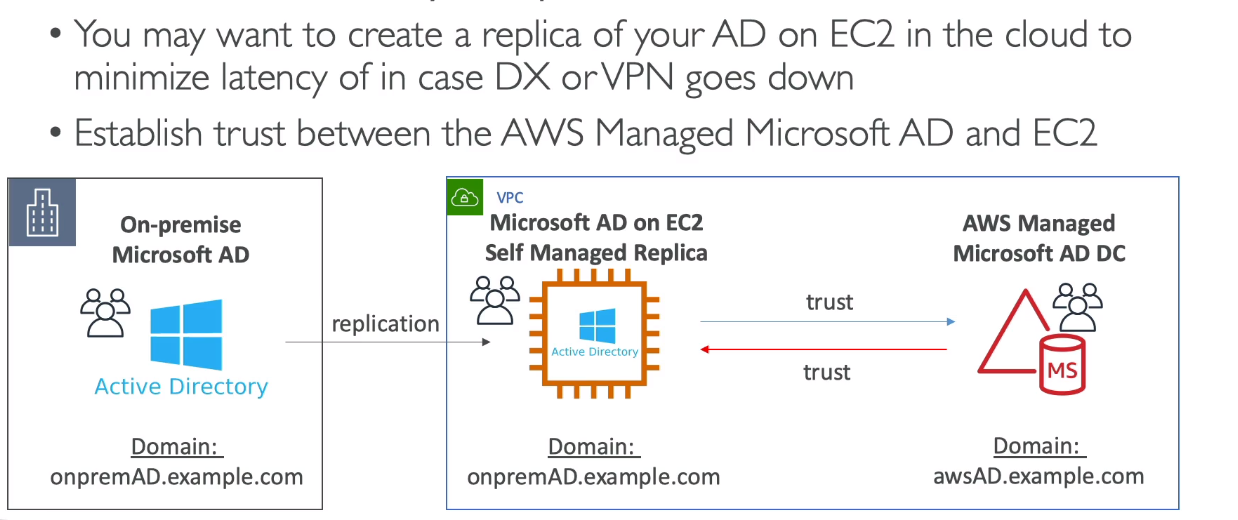 • You may want to create a replica of your AD on EC2 in the cloud to
minimize latency of in case DX or VPN goes down
• Establish trust between the AWS Managed Microsoft AD and EC2
On-premise
Microsoft AD
Active Directory
Domain:
onpremAD.example.com
replication
VPC
Microsoft AD on EC2
Self Managed Replica
Active Directory
Domain:
onpremAD.example.com
trust
trust
AWS Managed
Microsoft AD DC
MS
Domain:
awsAD.example.com